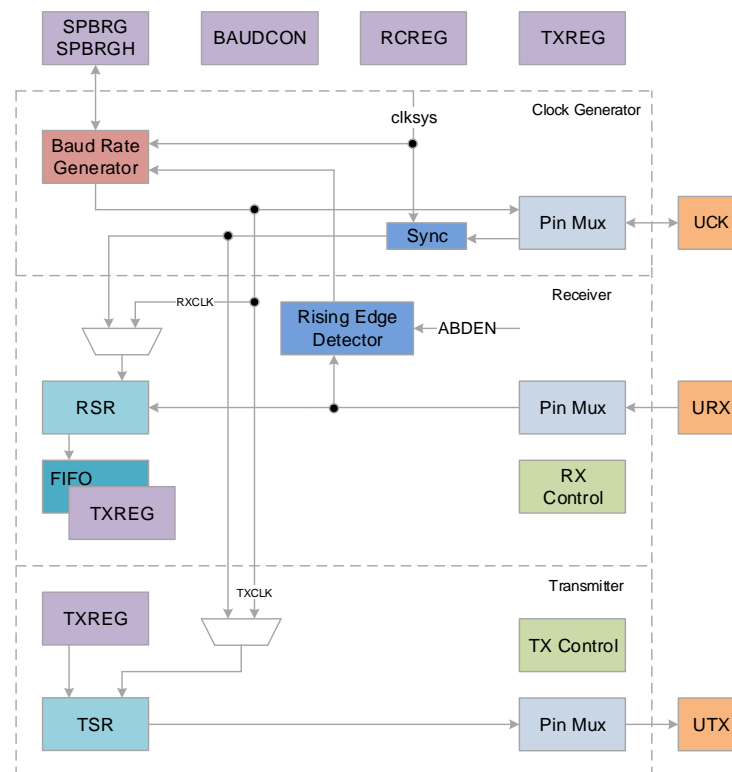 SPBRG
SPBRGH
BAUDCON
RCREG
TXREG
clksys
Clock Generator
Baud Rate
Generator
Sync
Pin Mux
UCK
Receiver
RXCLK
Rising Edge
Detector
ABDEN
RSR
Pin Mux
URX
FIFO
TXREG
RX
Control
Transmitter
TXCLK
TXREG
TX Control
TSR
Pin Mux
UTX